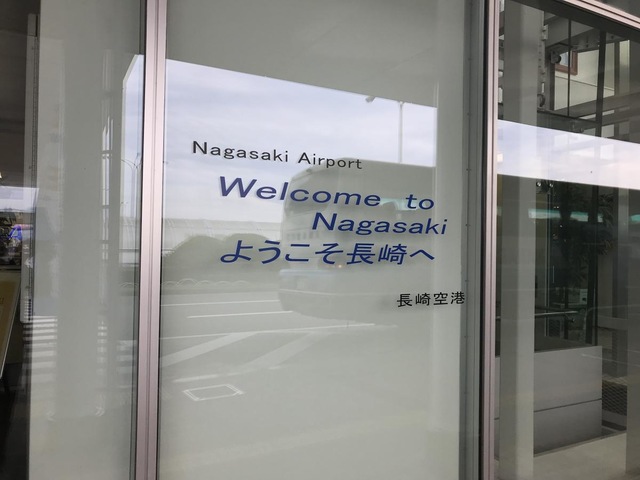 Nagasaki Airport
Welcome to
Nagasaki
ようこそ長崎へ
長崎空港